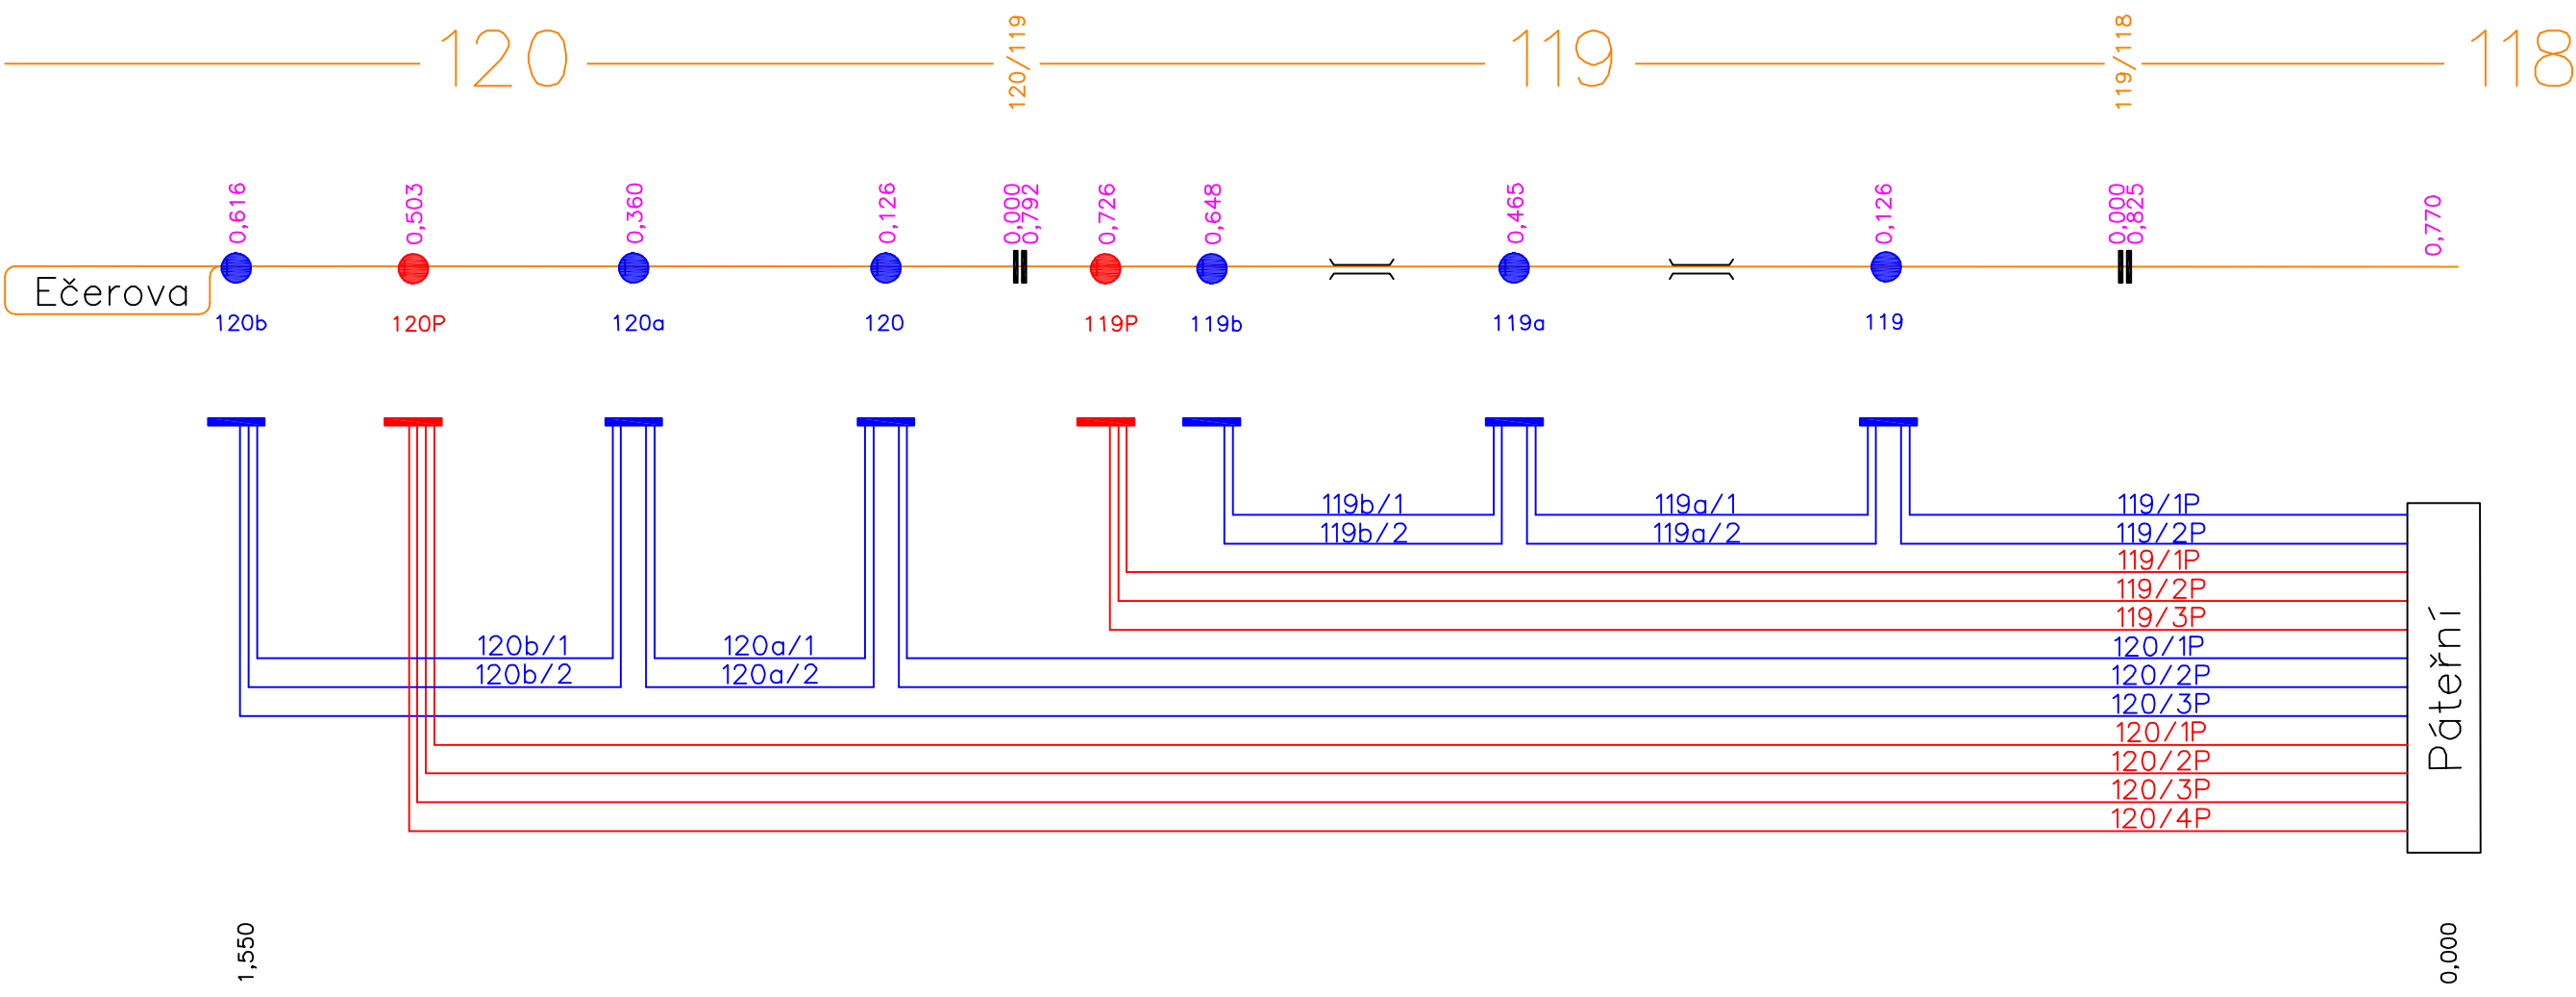 120
120/119
119
119/118
118
0,616
0,503
0,360
0,126
0,000
0,792
0,726
0,648
0,465
0,126
0,000
0,825
0,770
Ečerova
120b
120P
120a
120
119P
119b
119a
119
119b/1
119a/1
119/1P
119b/2
119a/2
119/2P
119/1P
119/2P
119/3P
120b/1
120a/1
120/1P
120b/2
120a/2
120/2P
120/3P
120/1P
120/2P
120/3P
120/4P
Páteřní
1,550
0,000